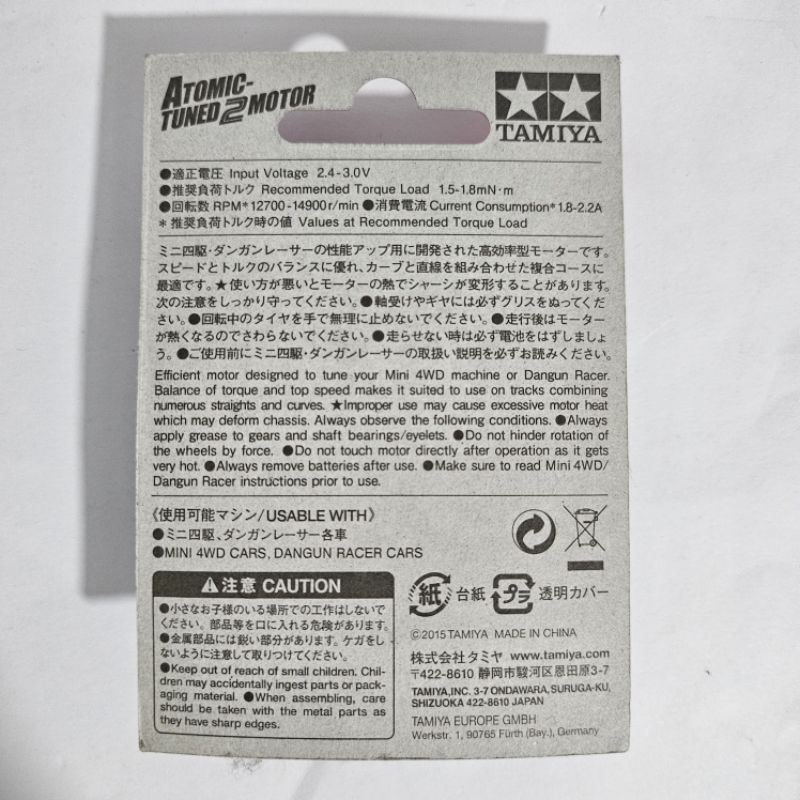 ATOMIC-
TUNED 2 MOTOR
TAMIYA
●適正電圧 Input Voltage 2.4-3.0V
●推奨負荷トルク Recommended Torque Load 1.5-1.8mN·m
●回転数 RPM*12700-14900r/min ●消費電流 Current Consumption*1.8-2.2A
* 推奨負荷トルク時の値 Values at Recommended Torque Load
ミニ四駆・ダンガンレーサーの性能アップ用に開発された高効率型モーターです。
スピードとトルクのバランスに優れ、カーブと直線を組み合わせた複合コースに
最適です。★使い方が悪いとモーターの熱でシャーシが変形することがあります。
次の注意をしっかり守ってください。●軸受けやギヤには必ずグリスをぬってくだ
さい。●回転中のタイヤを手で無理に止めないでください。●走行後はモーター
が熱くなるのでさわらないでください。●走らせない時は必ず電池をはずしましょ
う。●ご使用前にミニ四駆・ダンガンレーサーの取扱い説明を必ずお読みください。
Efficient motor designed to tune your Mini 4WD machine or Dangun Racer.
Balance of torque and top speed makes it suited to use on tracks combining
numerous straights and curves. ★Improper use may cause excessive motor heat
which may deform chassis. Always observe the following conditions. ●Always
apply grease to gears and shaft bearings/eyelets. ●Do not hinder rotation of
the wheels by force. ●Do not touch motor directly after operation as it gets
very hot. ●Always remove batteries after use. ●Make sure to read Mini 4WD/
Dangun Racer instructions prior to use.
《使用可能マシン/USABLE WITH》
●ミニ四駆、ダンガンレーサー各車
●MINI 4WD CARS, DANGUN RACER CARS
注意 CAUTION
●小さなお子様のいる場所での工作はしないで
ください。部品等を口に入れる危険があります。
●金属部品には鋭い部分があります。ケガをし
ないように注意して取りつけてください。
●Keep out of reach of small children. Chil-
dren may accidentally ingest parts or pack-
aging material. ●When assembling, care
should be taken with the metal parts as
they have sharp edges.
紙 台紙 プラ 透明カバー
©2015 TAMIYA MADE IN CHINA
株式会社タミヤ www.tamiya.com
〒422-8610 静岡市駿河区恩田原3-7
TAMIYA,INC. 3-7 ONDAWARA, SURUGA-KU,
SHIZUOKA 422-8610 JAPAN
TAMIYA EUROPE GMBH
Werkstr. 1, 90765 Fürth (Bay.), Germany